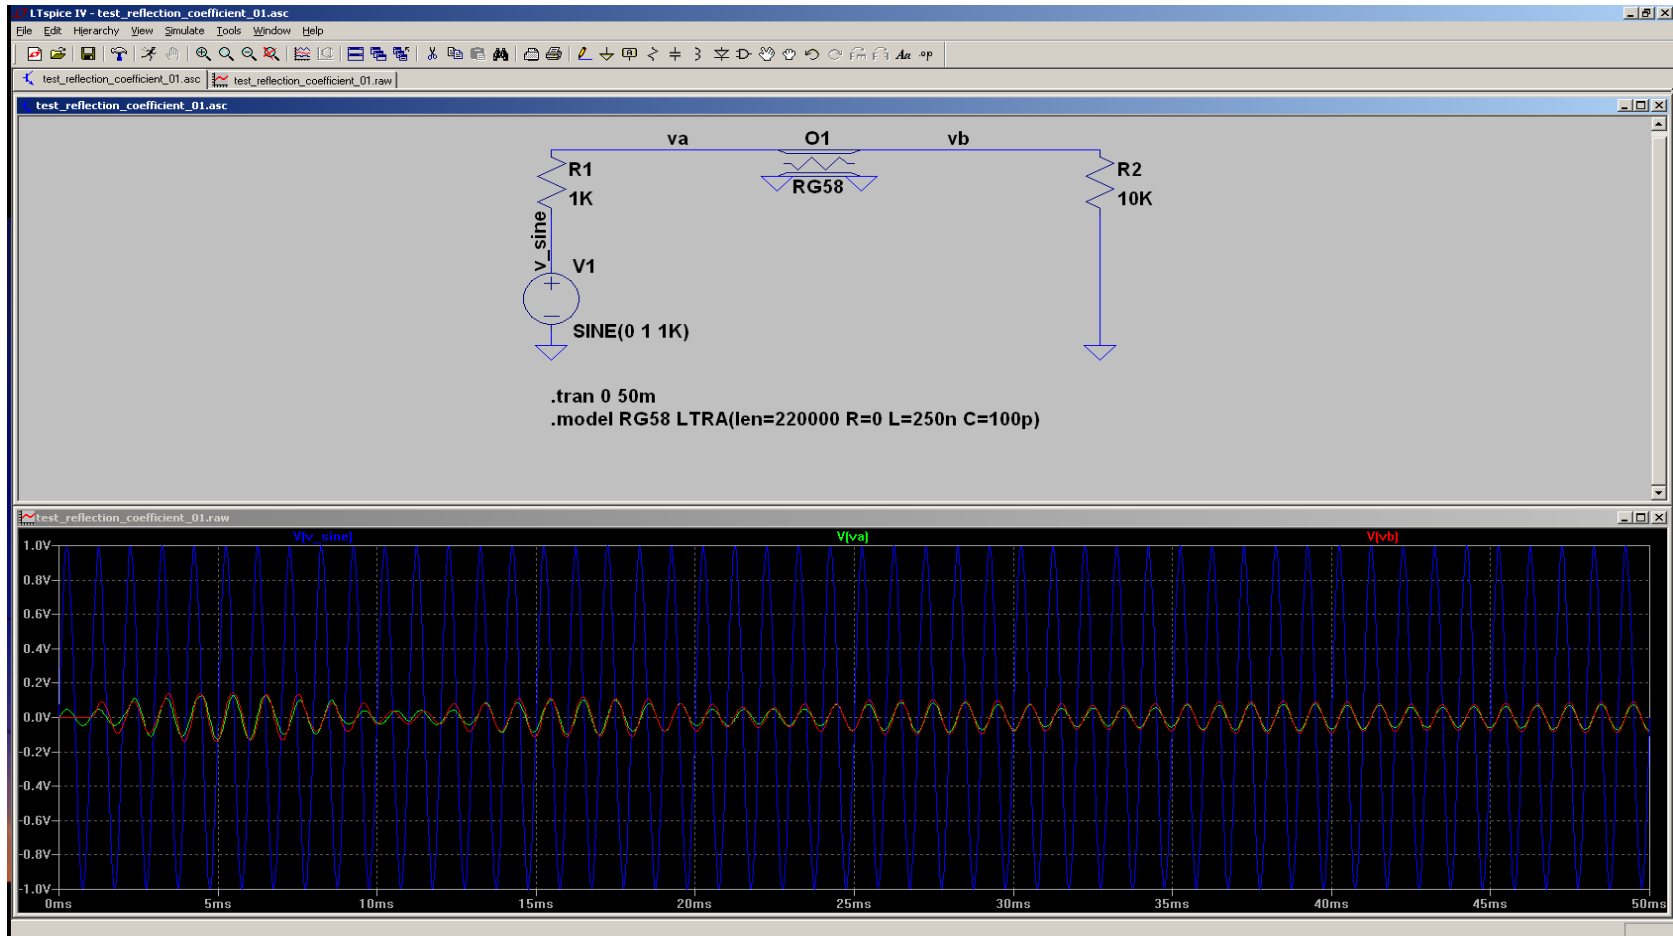 LTspice IV - test_reflection_coefficient_01.asc
File Edit Hierarchy View Simulate Tools Window Help
Aa .op
test_reflection_coefficient_01.asc test_reflection_coefficient_01.raw
test_reflection_coefficient_01.asc
va O1 vb
R1 R2
RG58
1K 10K
v_sine
V1
SINE(0 1 1K)
.tran 0 50m
.model RG58 LTRA(len=220000 R=0 L=250n C=100p)
test_reflection_coefficient_01.raw
V(v_sine) V(va) V(vb)
1.0V
0.8V
0.6V
0.4V
0.2V
0.0V
-0.2V
-0.4V
-0.6V
-0.8V
-1.0V
0ms 5ms 10ms 15ms 20ms 25ms 30ms 35ms 40ms 45ms 50ms